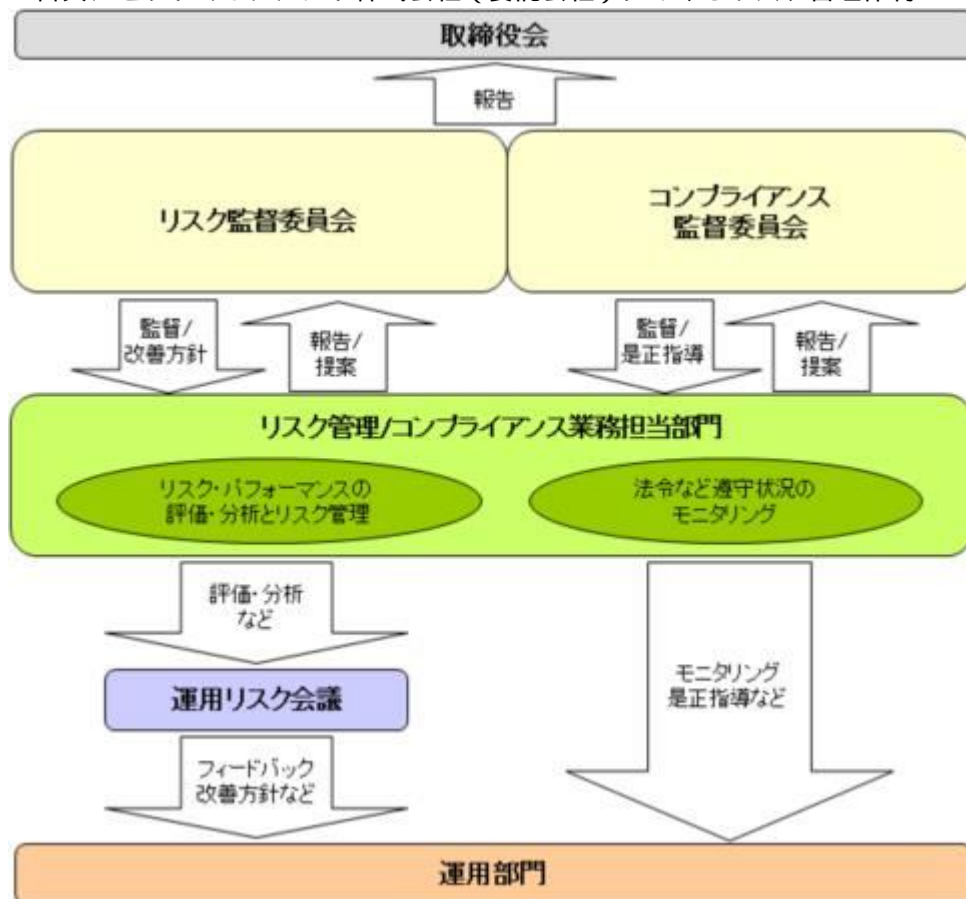 取締役会
報告
リスク監督委員会
コンプライアンス
監督委員会
監督/
改善方針
報告/
提案
監督/
是正指導
報告/
提案
リスク管理/コンプライアンス業務担当部門
リスク・パフォーマンスの
評価・分析とリスク管理
法令など遵守状況の
モニタリング
評価・分析
など
運用リスク会議
モニタリング
是正指導など
フィードバック
改善方針など
運用部門